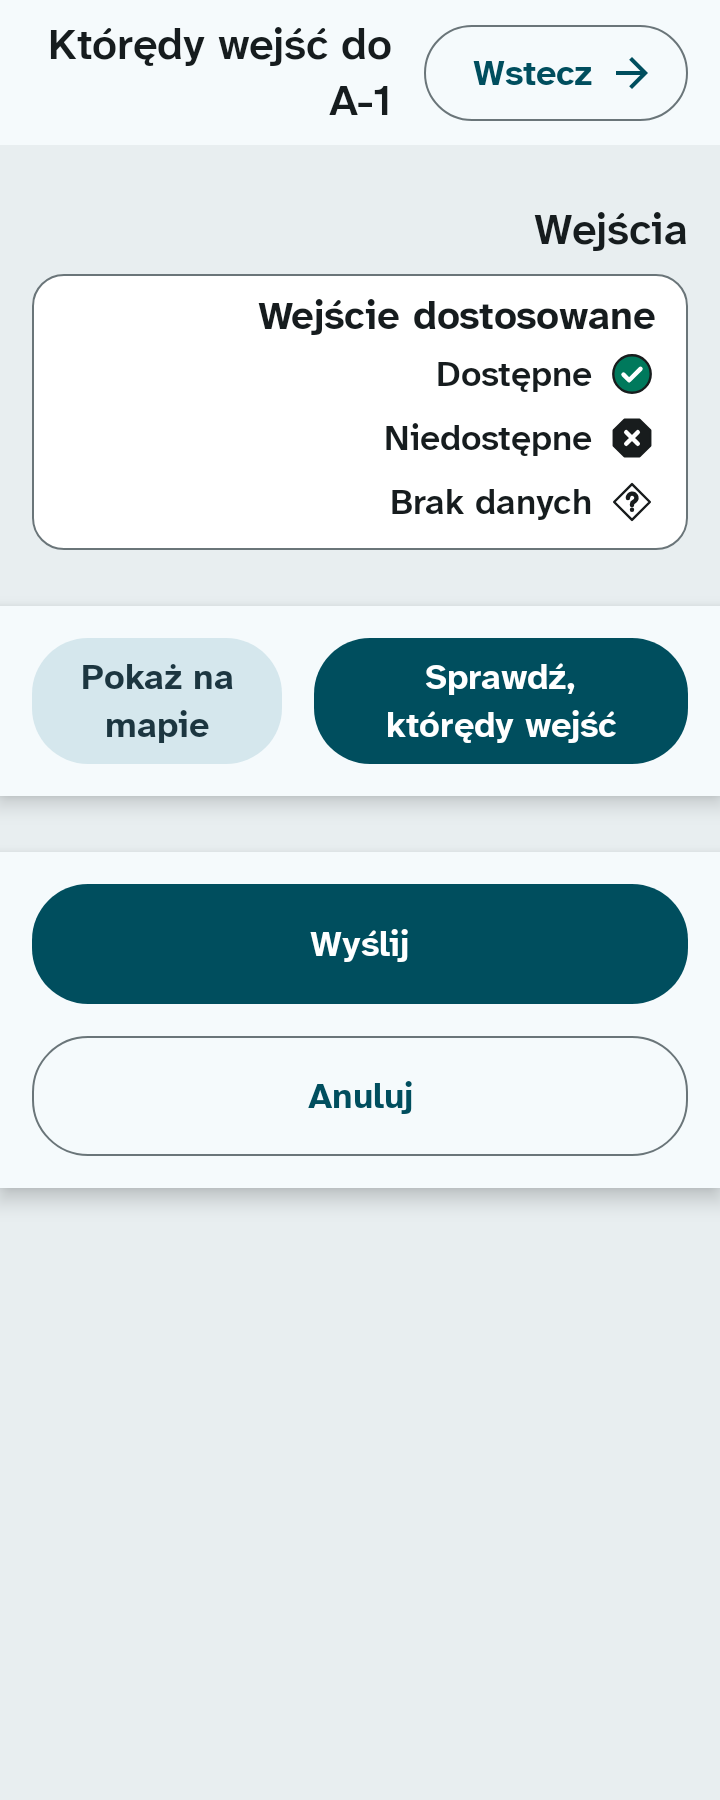 Którędy wejść do
A-1
Wstecz
Wejścia
Wejście dostosowane
Dostępne
Niedostępne
Brak danych
Pokaż na
mapie
Sprawdź,
którędy wejść
Wyślij
Anuluj